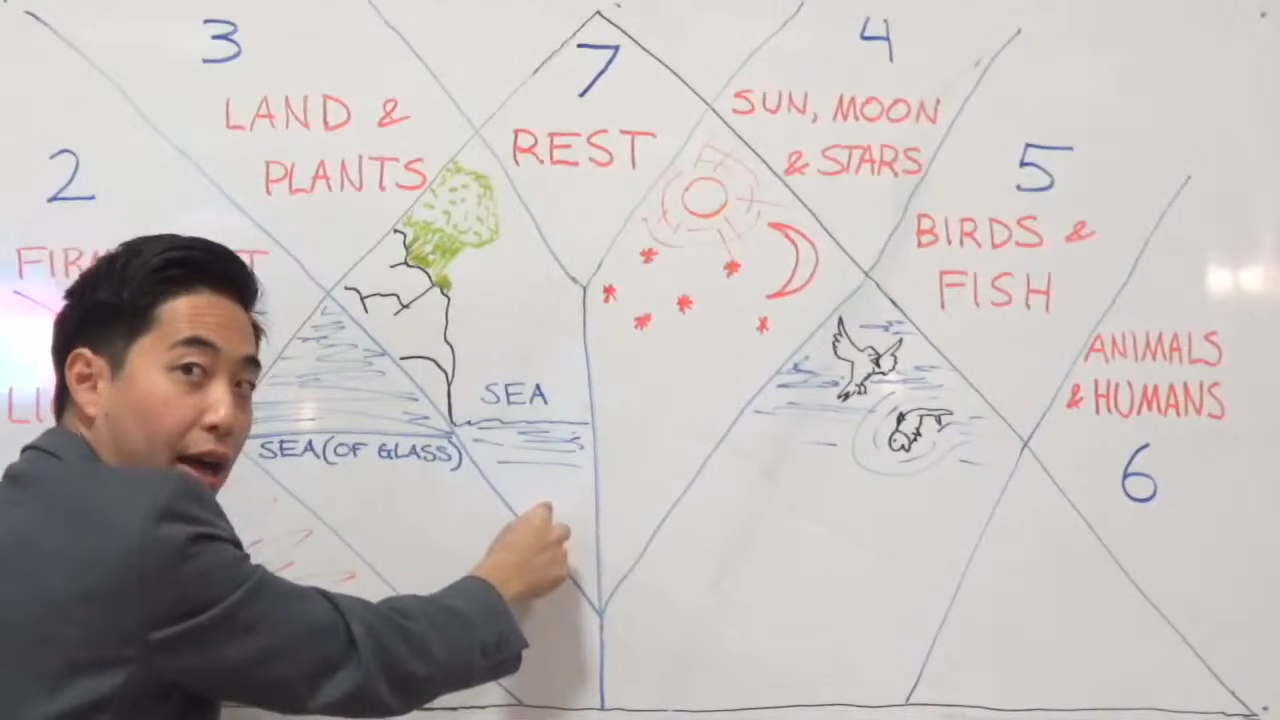 3
LAND &
PLANTS
7
REST
4
SUN, MOON
& STARS
2
5
BIRDS &
FISH
ANIMALS
& HUMANS
6
SEA
SEA (OF GLASS)